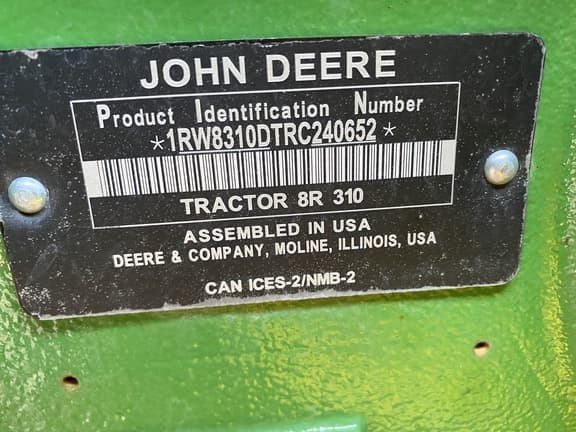 JOHN DEERE
Product Identification Number
*1RW8310DTRC240652*
TRACTOR 8R 310
ASSEMBLED IN USA
DEERE & COMPANY, MOLINE, ILLINOIS, USA
CAN ICES-2/NMB-2